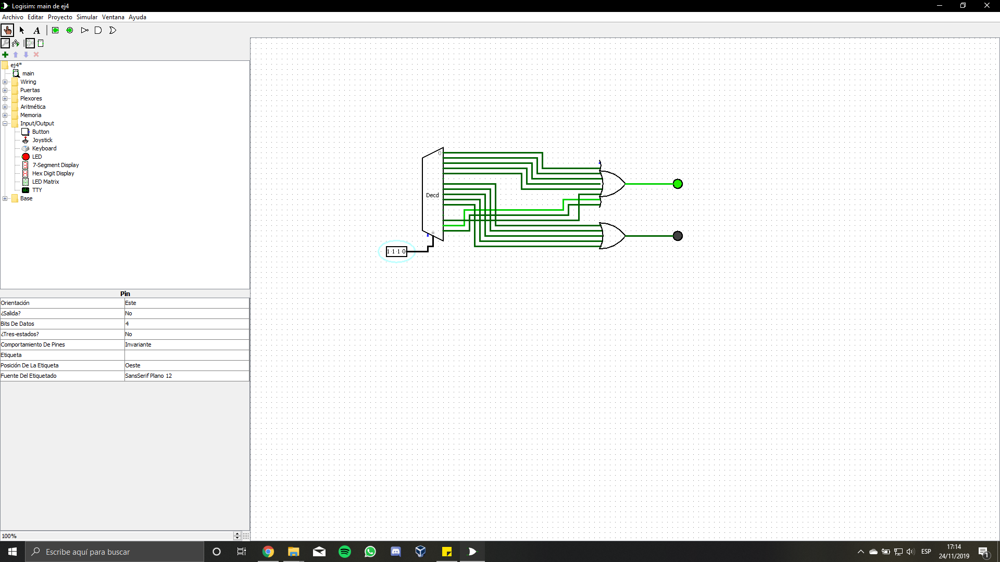 Logisim: main de ej4
Archivo Editar Proyecto Simular Ventana Ayuda
A
ej4*
main
Wiring
Puertas
Plexores
Aritmética
Memoria
Input/Output
Button
Joystick
Keyboard
LED
7-Segment Display
Hex Digit Display
LED Matrix
TTY
Base
0
Decd
1 1 1 0
Pin
Orientación Este
¿Salida? No
Bits De Datos 4
¿Tres-estados? No
Comportamiento De Pines Invariante
Etiqueta
Posición De La Etiqueta Oeste
Fuente Del Etiquetado SansSerif Plano 12
100%
Escribe aquí para buscar
ESP
17:14
24/11/2019
1